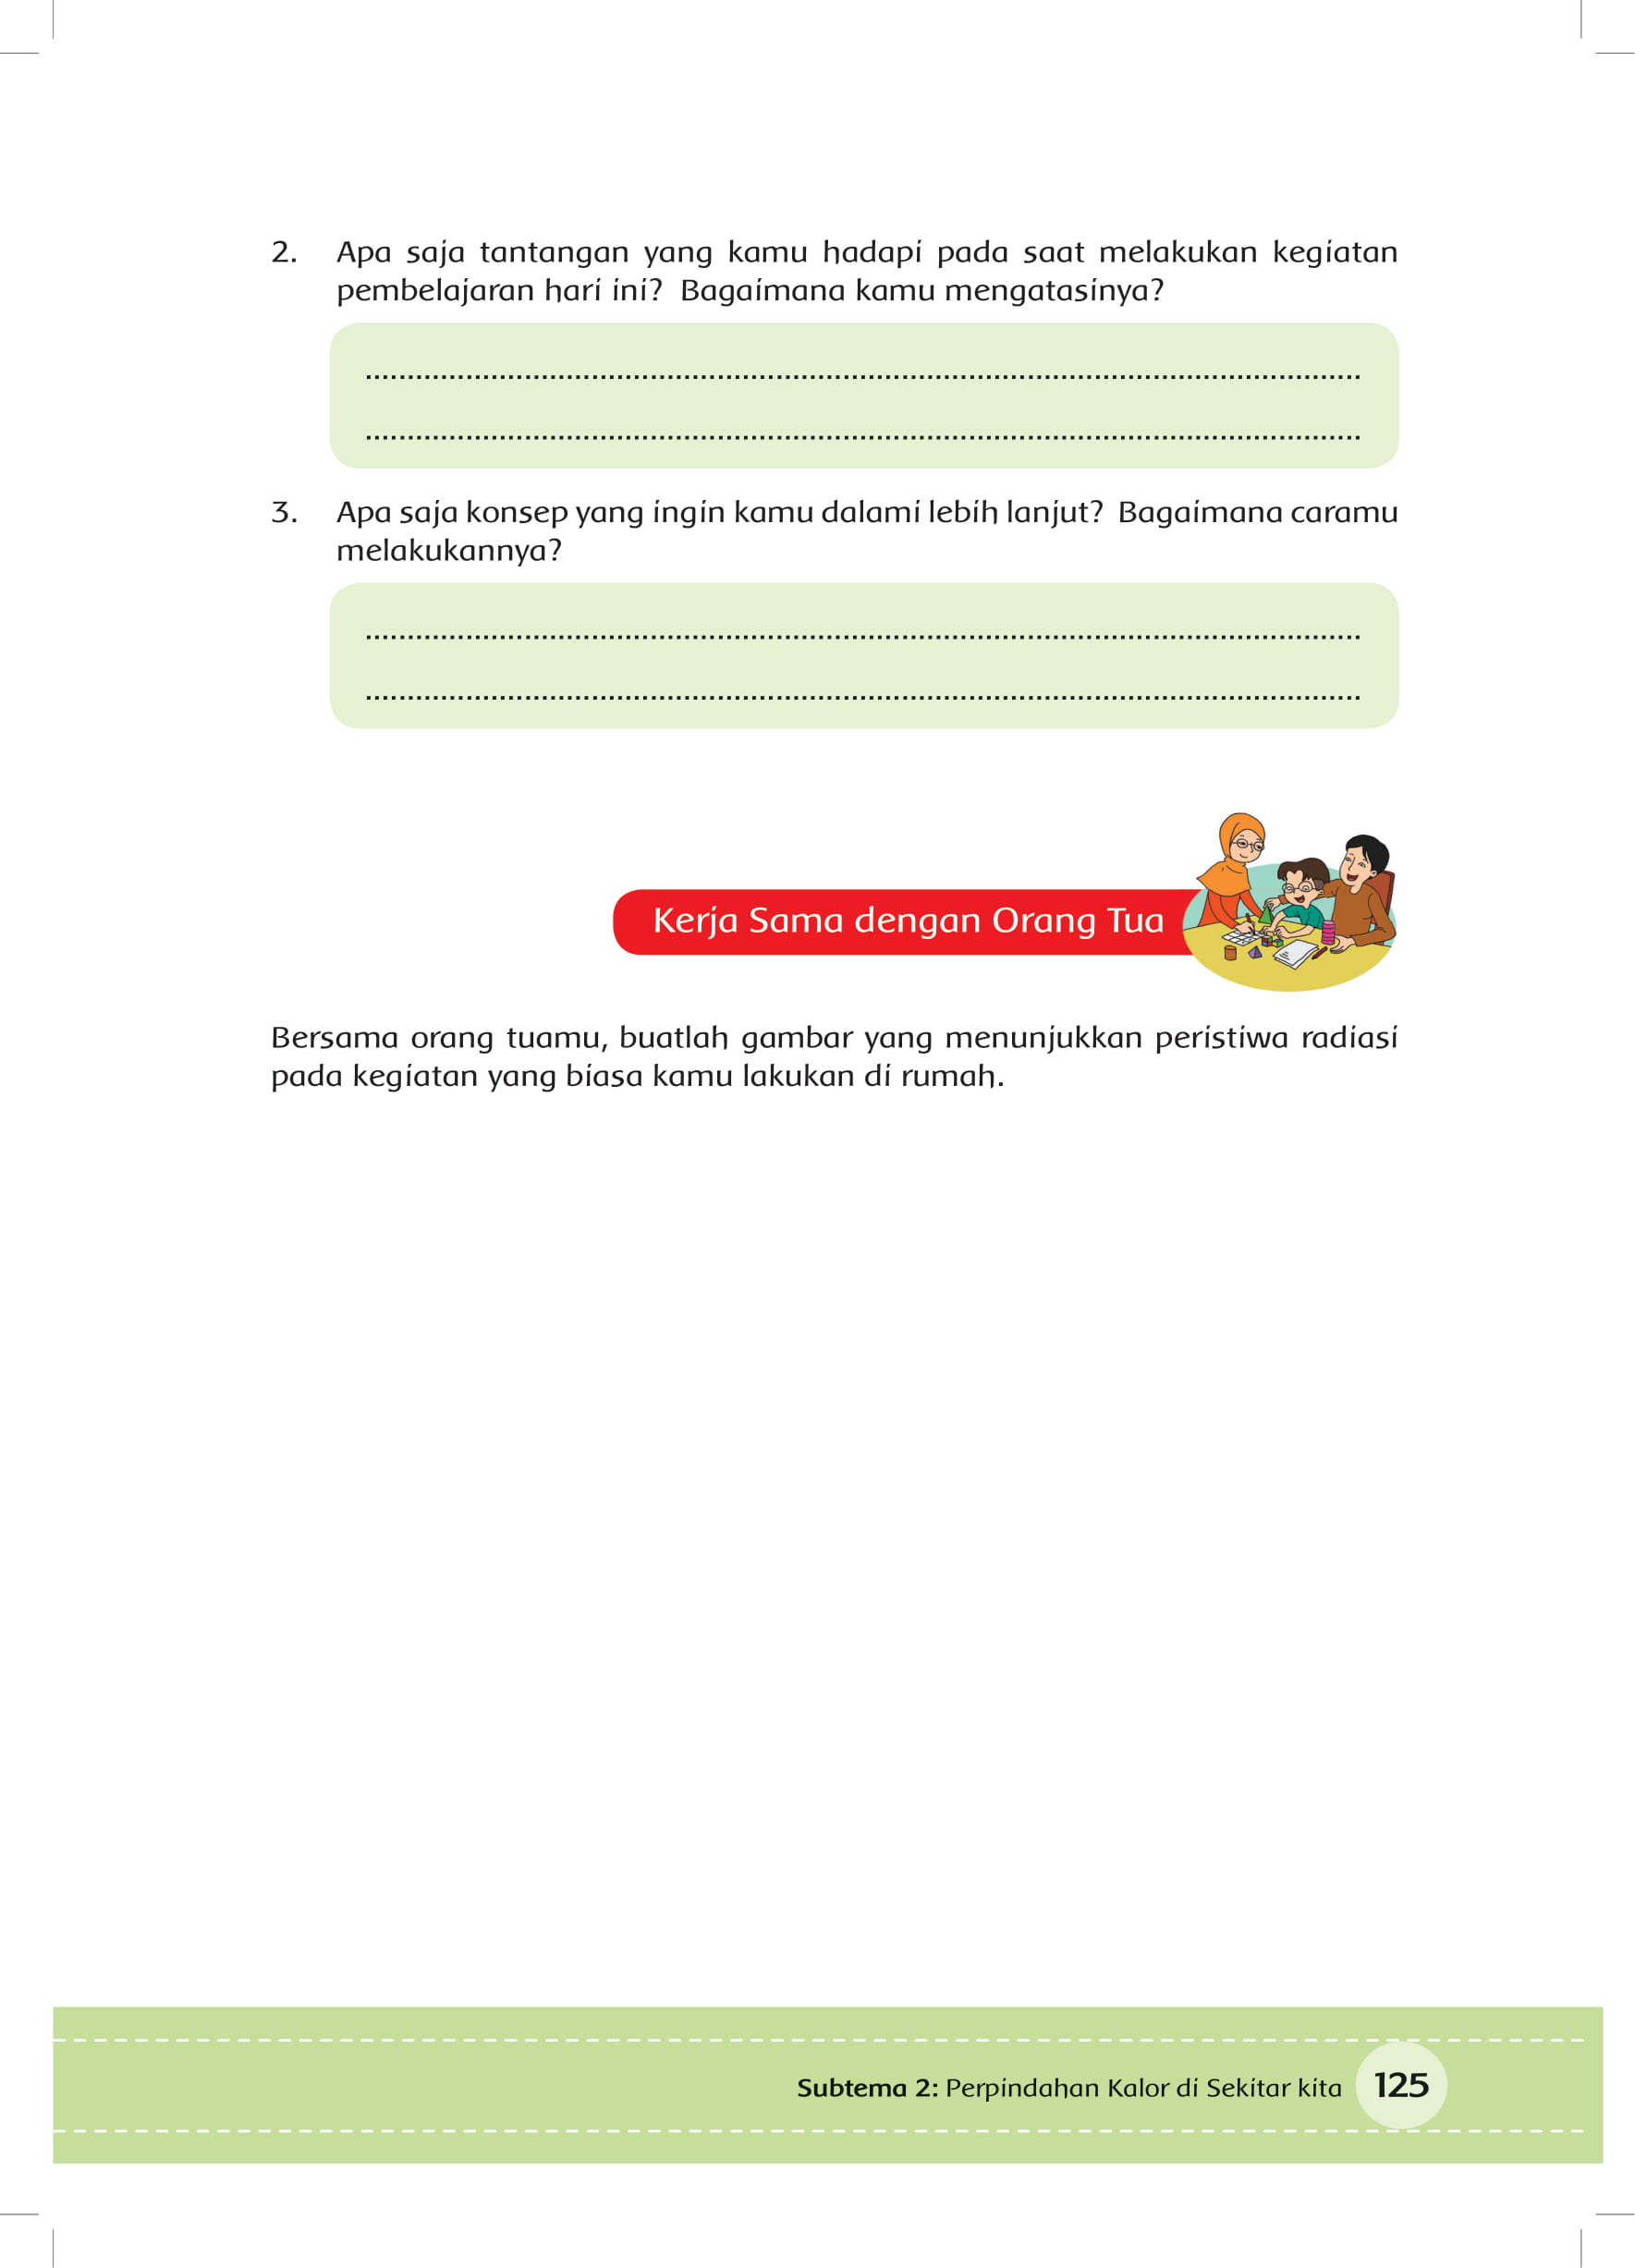 2. Apa saja tantangan yang kamu hadapi pada saat melakukan kegiatan
pembelajaran hari ini? Bagaimana kamu mengatasinya?
................................................................................
................................................................................
3. Apa saja konsep yang ingin kamu dalami lebih lanjut? Bagaimana caramu
melakukannya?
................................................................................
................................................................................
Kerja Sama dengan Orang Tua
Bersama orang tuamu, buatlah gambar yang menunjukkan peristiwa radiasi
pada kegiatan yang biasa kamu lakukan di rumah.
Subtema 2: Perpindahan Kalor di Sekitar kita 125